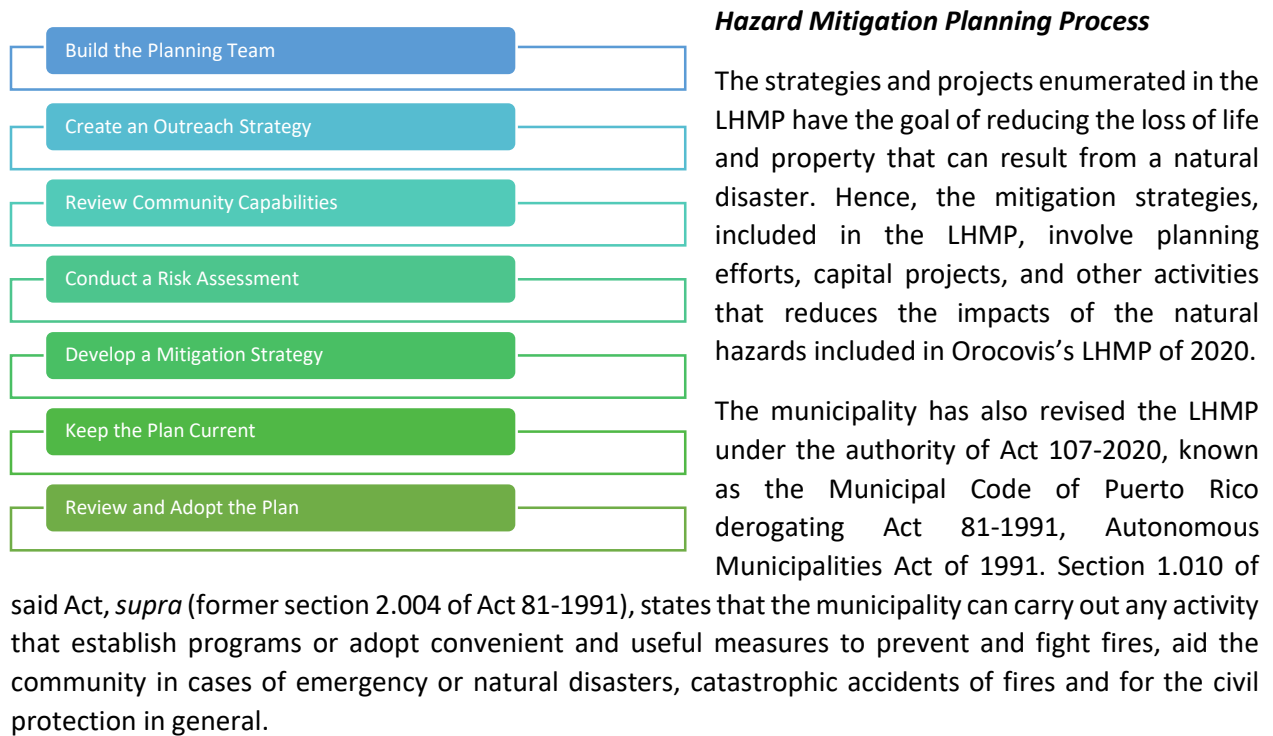 Build the Planning Team
Create an Outreach Strategy
Review Community Capabilities
Conduct a Risk Assessment
Develop a Mitigation Strategy
Keep the Plan Current
Review and Adopt the Plan
Hazard Mitigation Planning Process
The strategies and projects enumerated in the
LHMP have the goal of reducing the loss of life
and property that can result from a natural
disaster. Hence, the mitigation strategies,
included in the LHMP, involve planning
efforts, capital projects, and other activities
that reduces the impacts of the natural
hazards included in Orocovis’s LHMP of 2020.
The municipality has also revised the LHMP
under the authority of Act 107-2020, known
as the Municipal Code of Puerto Rico
derogating Act 81-1991, Autonomous
Municipalities Act of 1991. Section 1.010 of
said Act, supra (former section 2.004 of Act 81-1991), states that the municipality can carry out any activity
that establish programs or adopt convenient and useful measures to prevent and fight fires, aid the
community in cases of emergency or natural disasters, catastrophic accidents of fires and for the civil
protection in general.